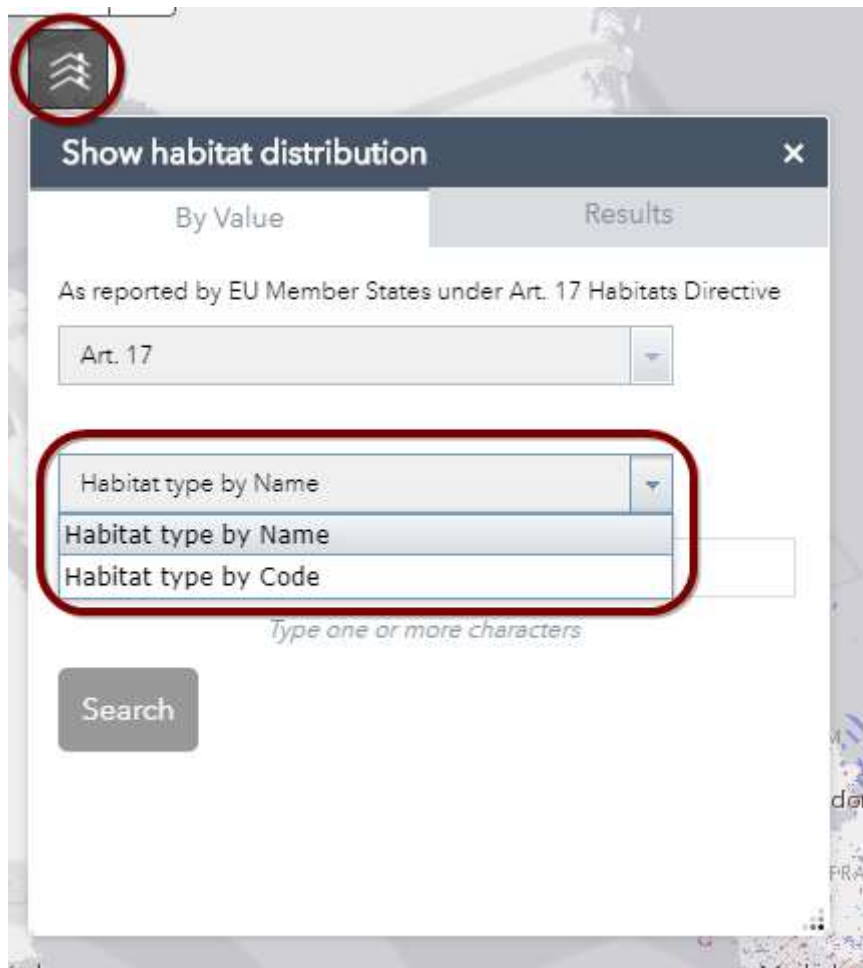 Show habitat distribution ×
By Value Results
As reported by EU Member States under Art. 17 Habitats Directive
Art. 17
Habitat type by Name
Habitat type by Name
Habitat type by Code
Type one or more characters
Search